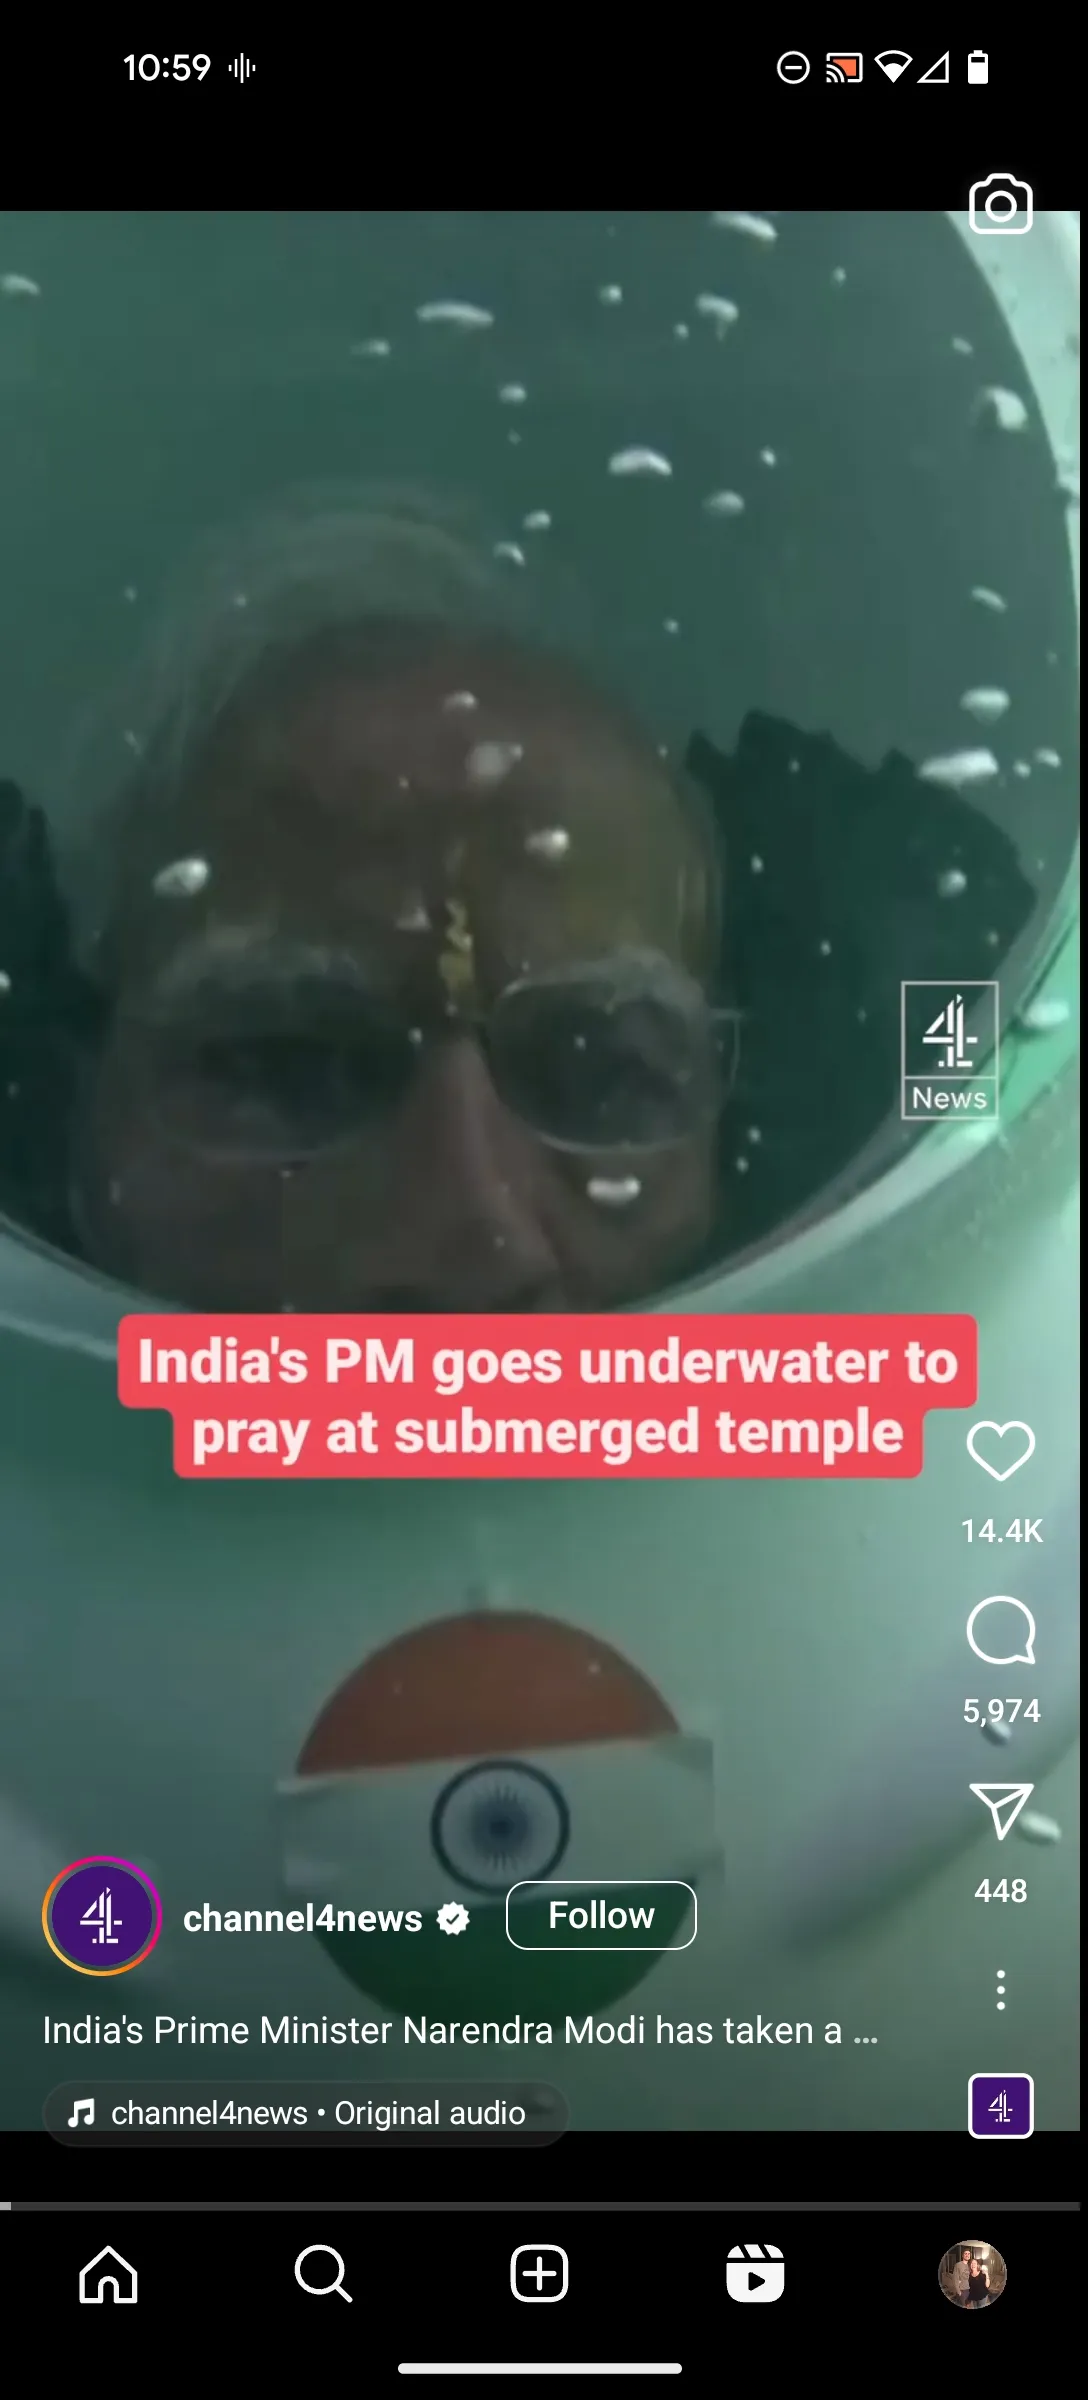 10:59
News
India's PM goes underwater to
pray at submerged temple
14.4K
5,974
448
channel4news
Follow
India's Prime Minister Narendra Modi has taken a ...
channel4news • Original audio